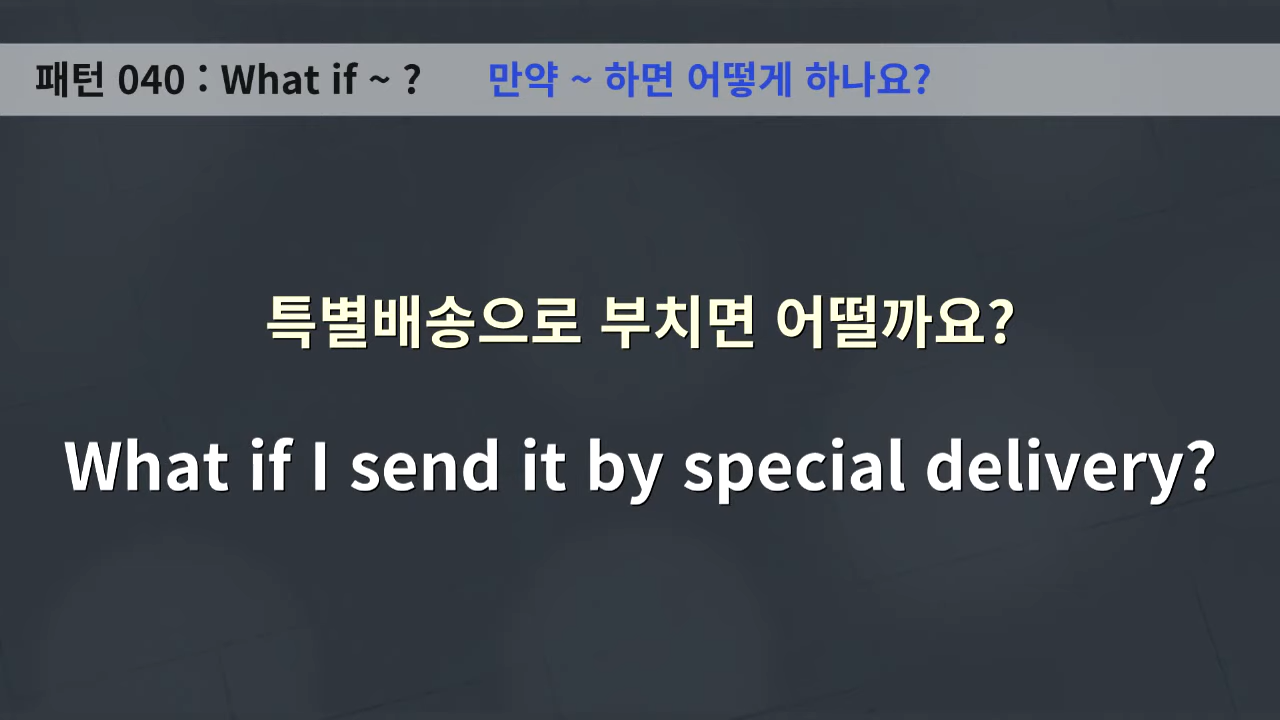 패턴 040 : What if ~ ? 만약 ~ 하면 어떻게 하나요?
특별배송으로 부치면 어떨까요?
What if I send it by special delivery?